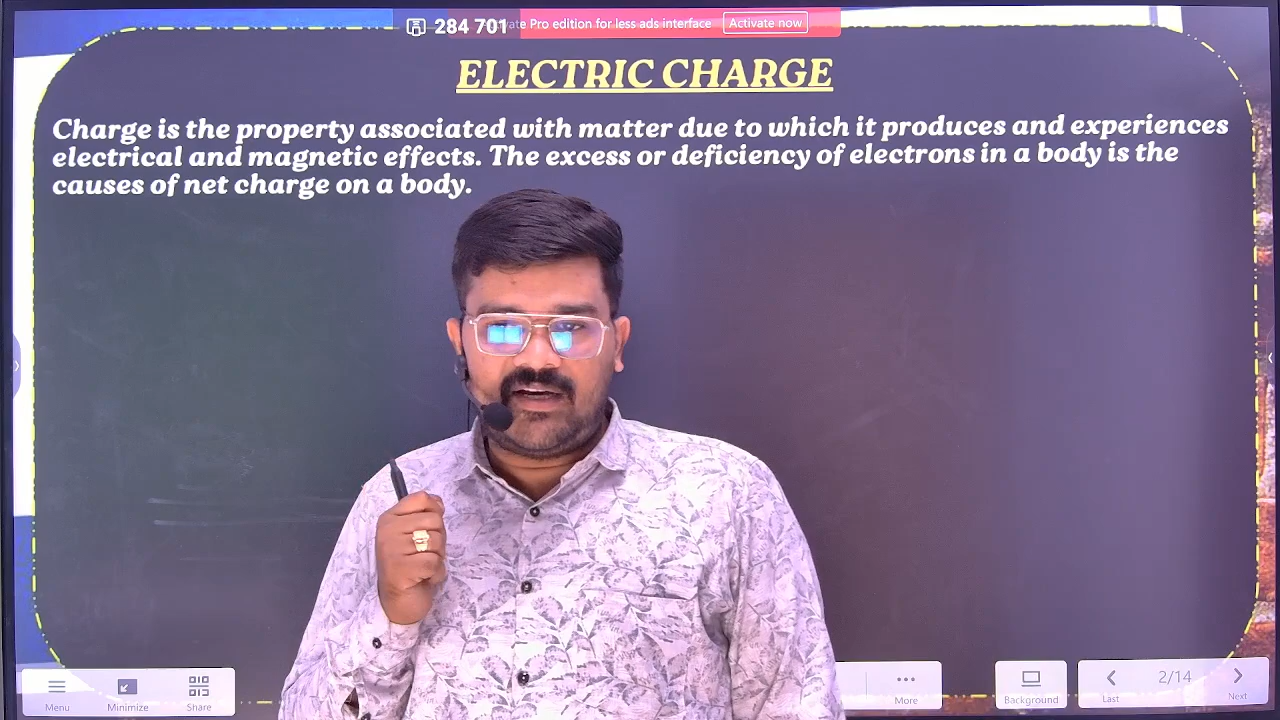 284 701
Pro edition for less ads interface
Activate now
ELECTRIC CHARGE
Charge is the property associated with matter due to which it produces and experiences
electrical and magnetic effects. The excess or deficiency of electrons in a body is the
causes of net charge on a body.
Menu
Minimize
Share
More
Background
Last
2/14
Next